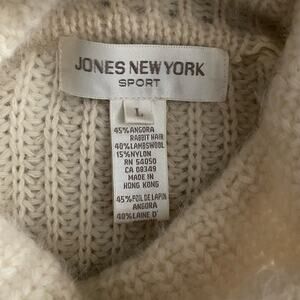 JONES NEW YORK
SPORT
L
45% ANGORA
RABBIT HAIR
40% LAMBSWOOL
15% NYLON
RN 54050
CA 08349
MADE IN
HONG KONG
45% POIL DE LAPIN
ANGORA
40% LAINE D'